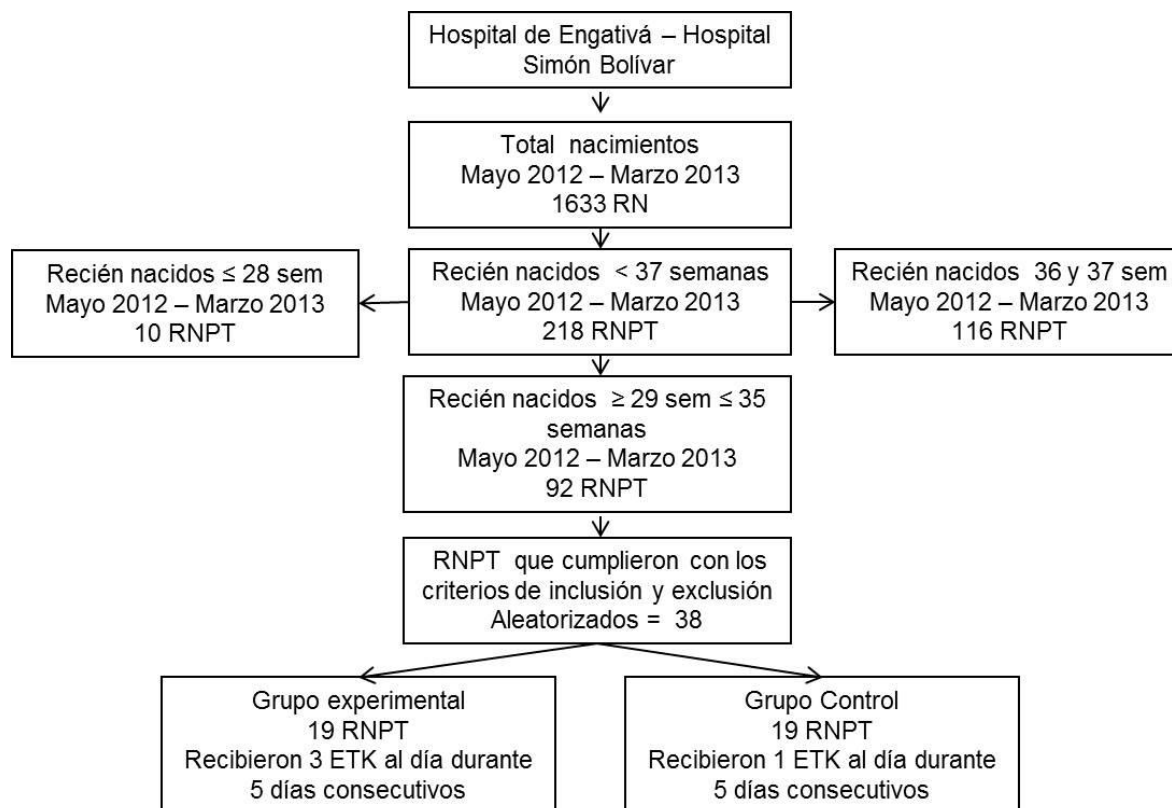 Hospital de Engativá – Hospital
Simón Bolívar
Total nacimientos
Mayo 2012 – Marzo 2013
1633 RN
Recién nacidos ≤ 28 sem
Mayo 2012 – Marzo 2013
10 RNPT
Recién nacidos < 37 semanas
Mayo 2012 – Marzo 2013
218 RNPT
Recién nacidos 36 y 37 sem
Mayo 2012 – Marzo 2013
116 RNPT
Recién nacidos ≥ 29 sem ≤ 35
semanas
Mayo 2012 – Marzo 2013
92 RNPT
RNPT que cumplieron con los
criterios de inclusión y exclusión
Aleatorizados = 38
Grupo experimental
19 RNPT
Recibieron 3 ETK al día durante
5 días consecutivos
Grupo Control
19 RNPT
Recibieron 1 ETK al día durante
5 días consecutivos